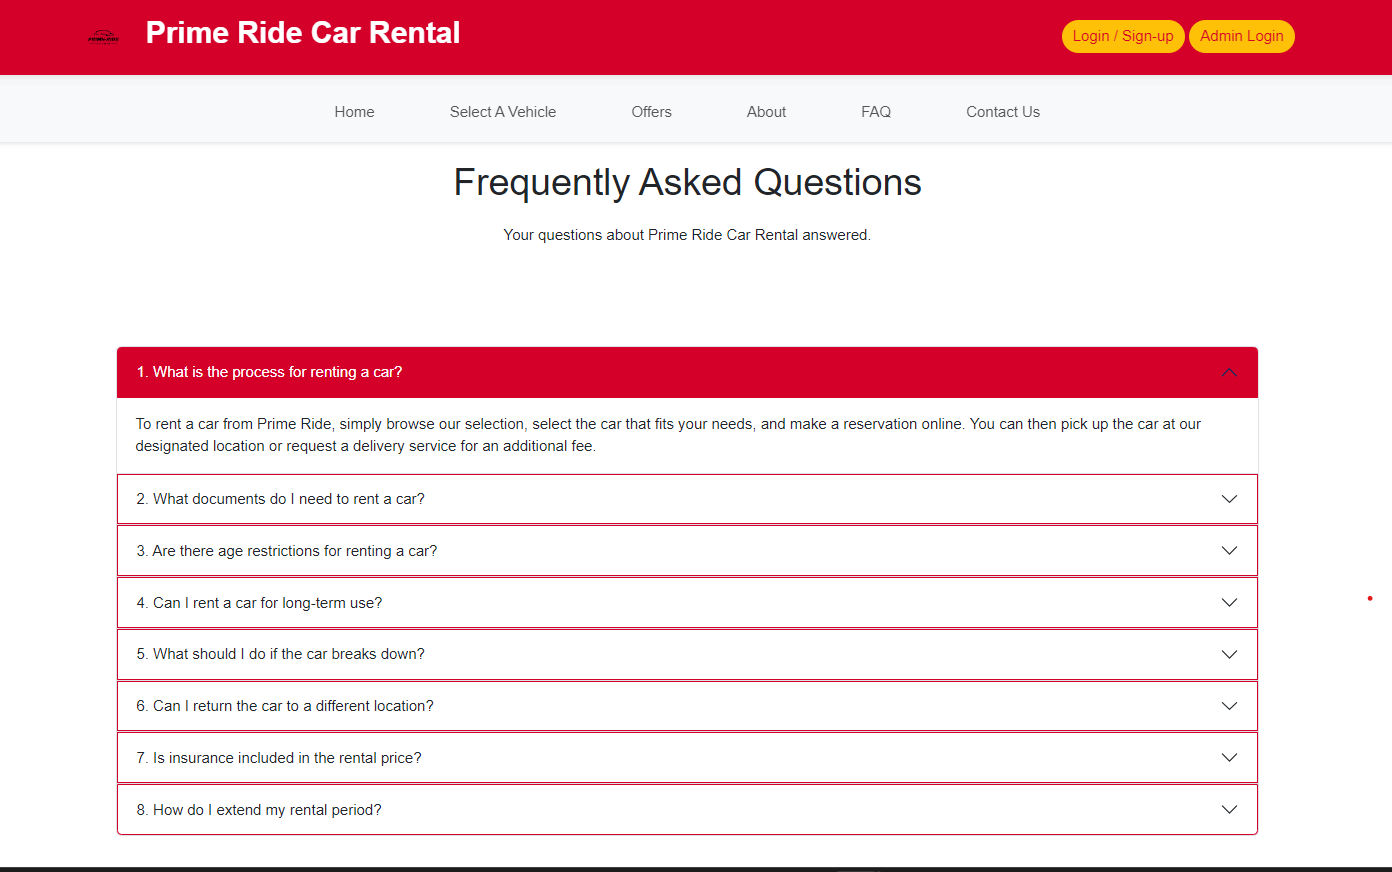 Prime Ride Car Rental
Login / Sign-up
Admin Login
Home
Select A Vehicle
Offers
About
FAQ
Contact Us
Frequently Asked Questions
Your questions about Prime Ride Car Rental answered.
1. What is the process for renting a car?
To rent a car from Prime Ride, simply browse our selection, select the car that fits your needs, and make a reservation online. You can then pick up the car at our
designated location or request a delivery service for an additional fee.
2. What documents do I need to rent a car?
3. Are there age restrictions for renting a car?
4. Can I rent a car for long-term use?
5. What should I do if the car breaks down?
6. Can I return the car to a different location?
7. Is insurance included in the rental price?
8. How do I extend my rental period?